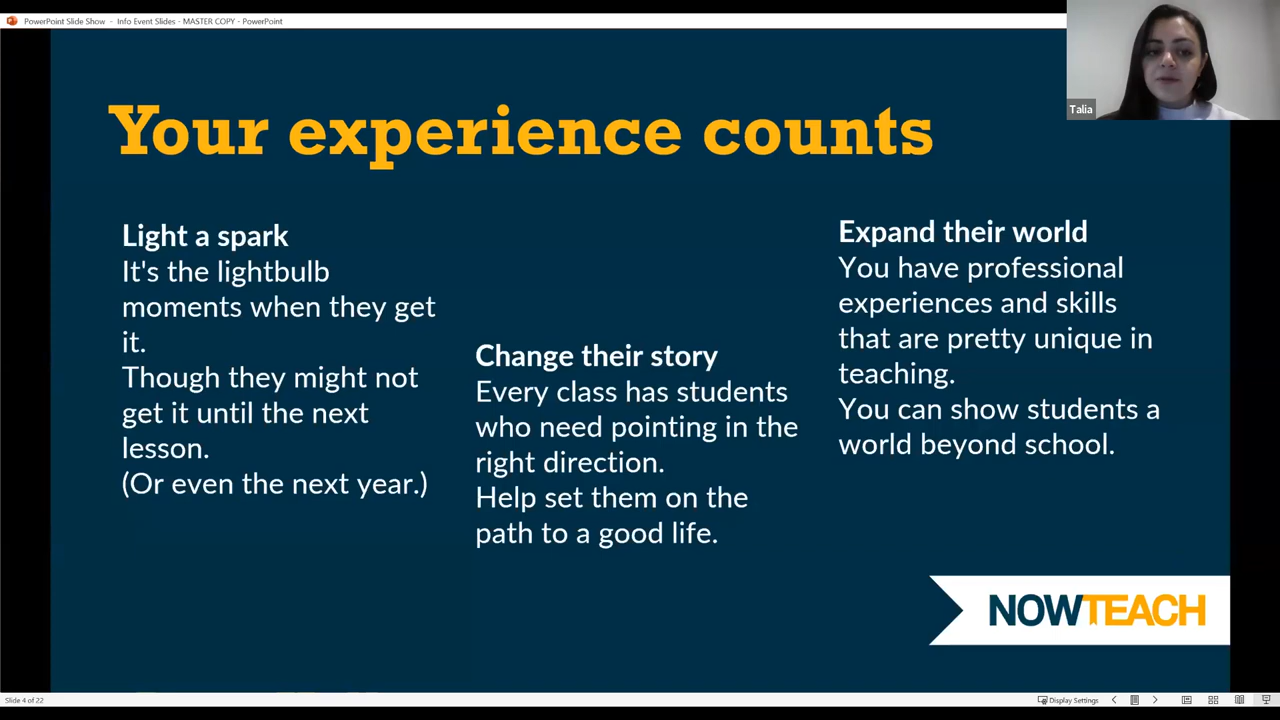 PowerPoint Slide Show - Info Event Slides - MASTER COPY - PowerPoint
Talia
Your experience counts
Light a spark
It's the lightbulb
moments when they get
it.
Though they might not
get it until the next
lesson.
(Or even the next year.)
Change their story
Every class has students
who need pointing in the
right direction.
Help set them on the
path to a good life.
Expand their world
You have professional
experiences and skills
that are pretty unique in
teaching.
You can show students a
world beyond school.
NOWTEACH
Slide 4 of 22
Display Settings